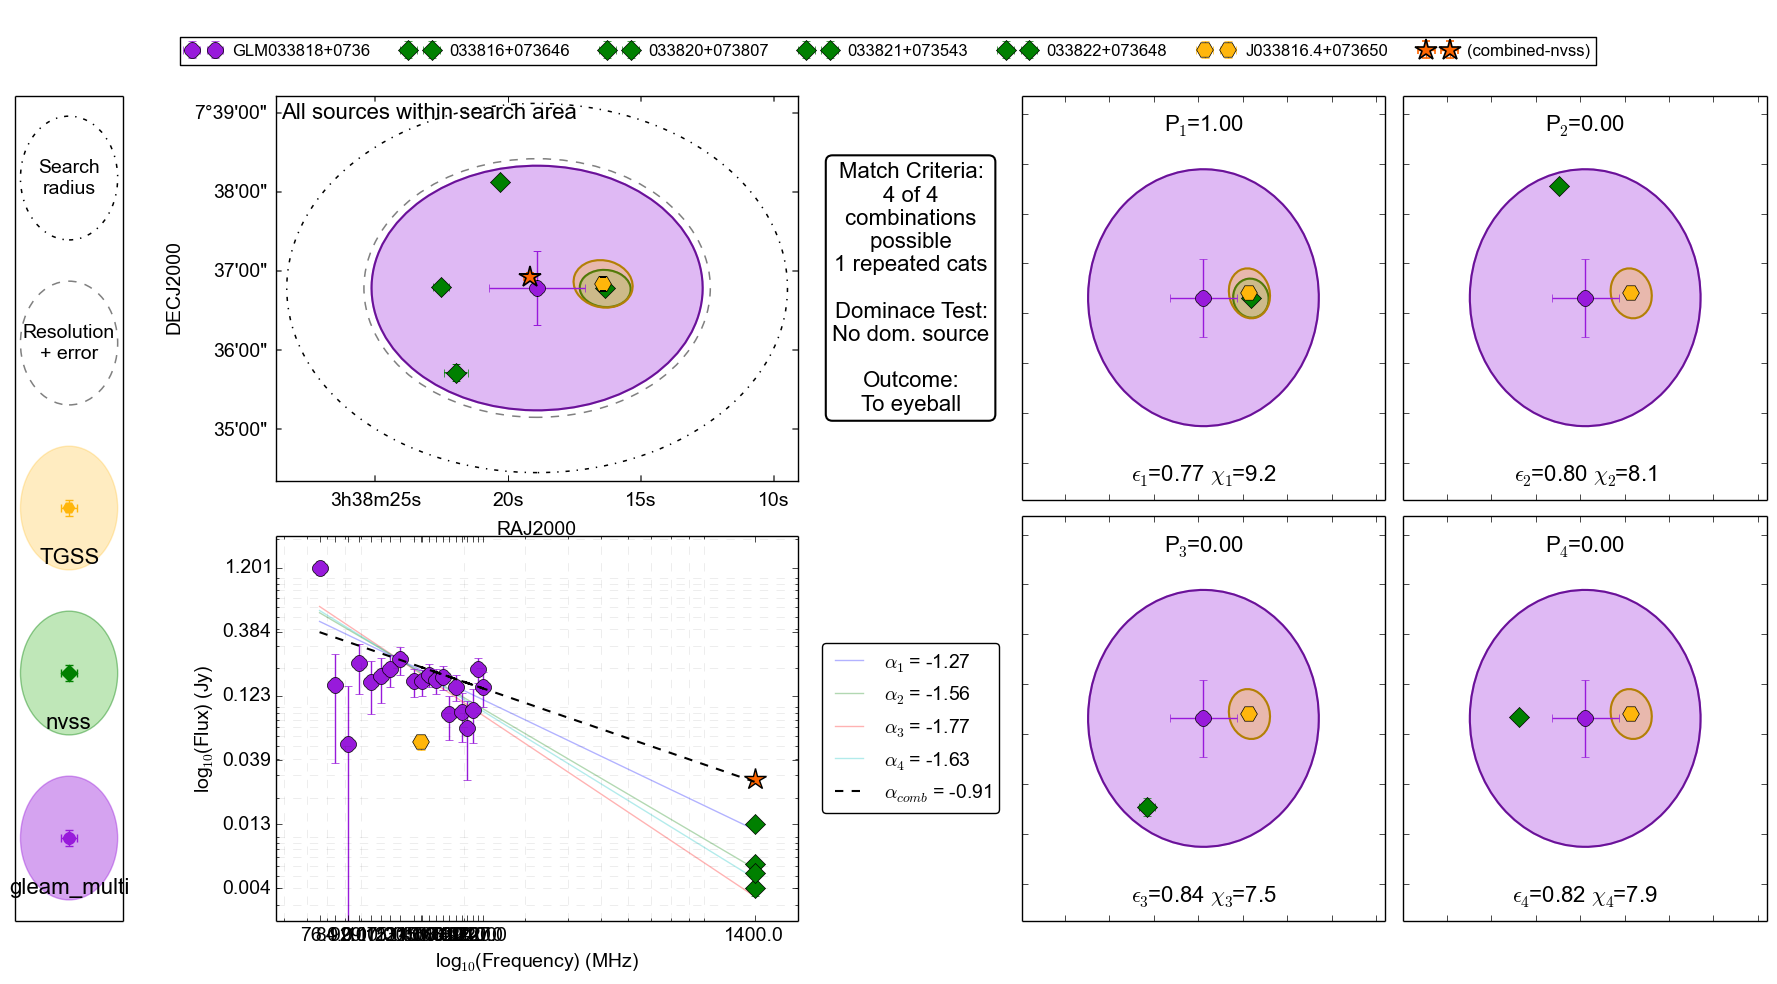 GLM033818+0736 033816+073646 033820+073807 033821+073543 033822+073648 J033816.4+073650 (combined-nvss)
Search
radius
Resolution
+ error
TGSS
nvss
gleam_multi
All sources within search area
7°39'00"
7°38'00"
7°37'00"
7°36'00"
7°35'00"
DECJ2000
3h38m25s 20s 15s 10s
RAJ2000
Match Criteria:
4 of 4
combinations
possible
1 repeated cats
Dominace Test:
No dom. source
Outcome:
To eyeball
P1=1.00
ϵ1=0.77 χ1=9.2
P2=0.00
ϵ2=0.80 χ2=8.1
P3=0.00
ϵ3=0.84 χ3=7.5
P4=0.00
ϵ4=0.82 χ4=7.9
1.201
0.384
0.123
0.039
0.013
0.004
log10(Flux) (Jy)
1400.0
log10(Frequency) (MHz)
α1 = -1.27
α2 = -1.56
α3 = -1.77
α4 = -1.63
αcomb = -0.91